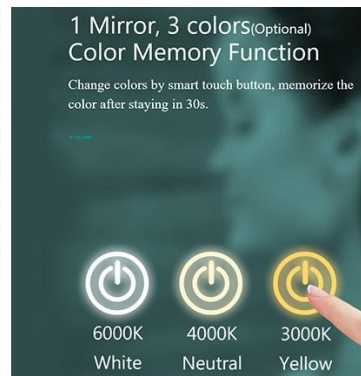 1 Mirror, 3 colors(Optional)
Color Memory Function
Change colors by smart touch button, memorize the
color after staying in 30s.
6000K 4000K 3000K
White Neutral Yellow